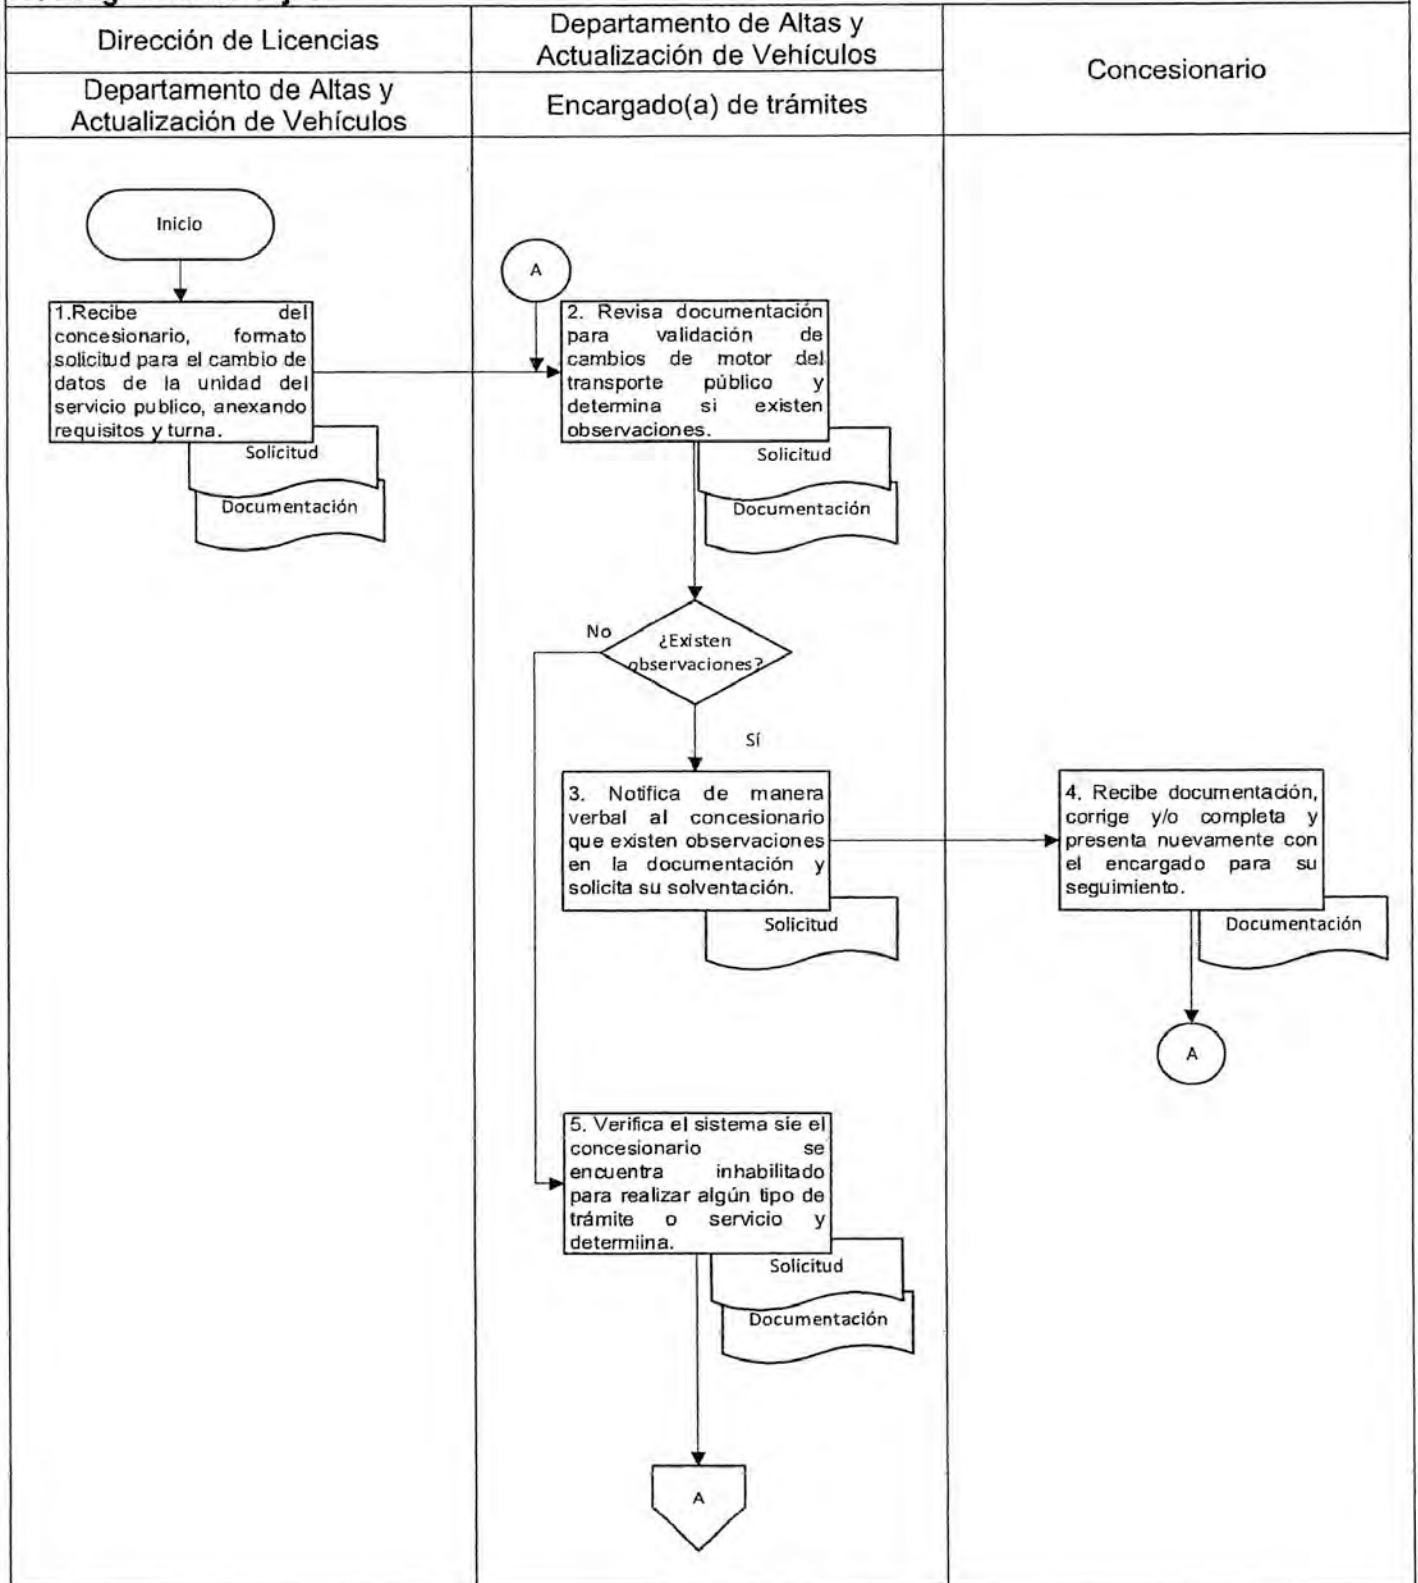 Dirección de Licencias
Departamento de Altas y
Actualización de Vehículos
Departamento de Altas y
Actualización de Vehículos
Encargado(a) de trámites
Concesionario
Inicio
1.Recibe del
concesionario, formato
solicitud para el cambio de
datos de la unidad del
servicio publico, anexando
requisitos y turna.
Solicitud
Documentación
A
2. Revisa documentación
para validación de
cambios de motor del
transporte público y
determina si existen
observaciones.
Solicitud
Documentación
No
¿Existen
observaciones?
Sí
3. Notifica de manera
verbal al concesionario
que existen observaciones
en la documentación y
solicita su solventación.
Solicitud
4. Recibe documentación,
corrige y/o completa y
presenta nuevamente con
el encargado para su
seguimiento.
Documentación
A
5. Verifica el sistema sie el
concesionario se
encuentra inhabilitado
para realizar algún tipo de
trámite o servicio y
determiina.
Solicitud
Documentación
A